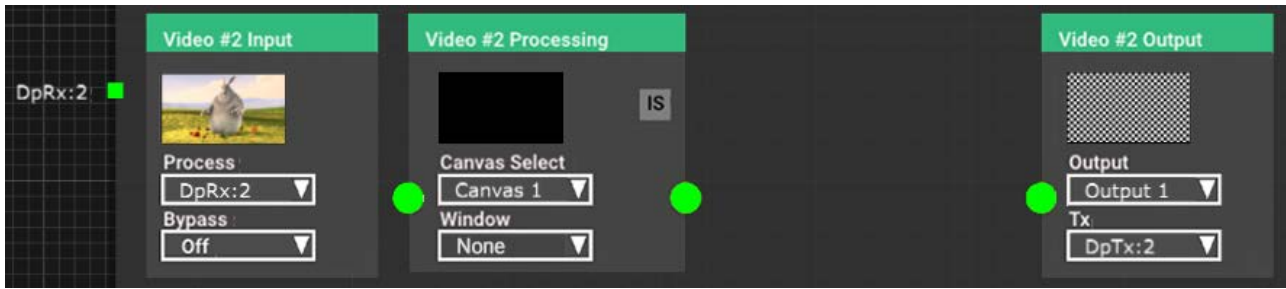 DpRx:2
Video #2 Input
Process
DpRx:2
Bypass
Off
Video #2 Processing
IS
Canvas Select
Canvas 1
Window
None
Video #2 Output
Output
Output 1
Tx
DpTx:2